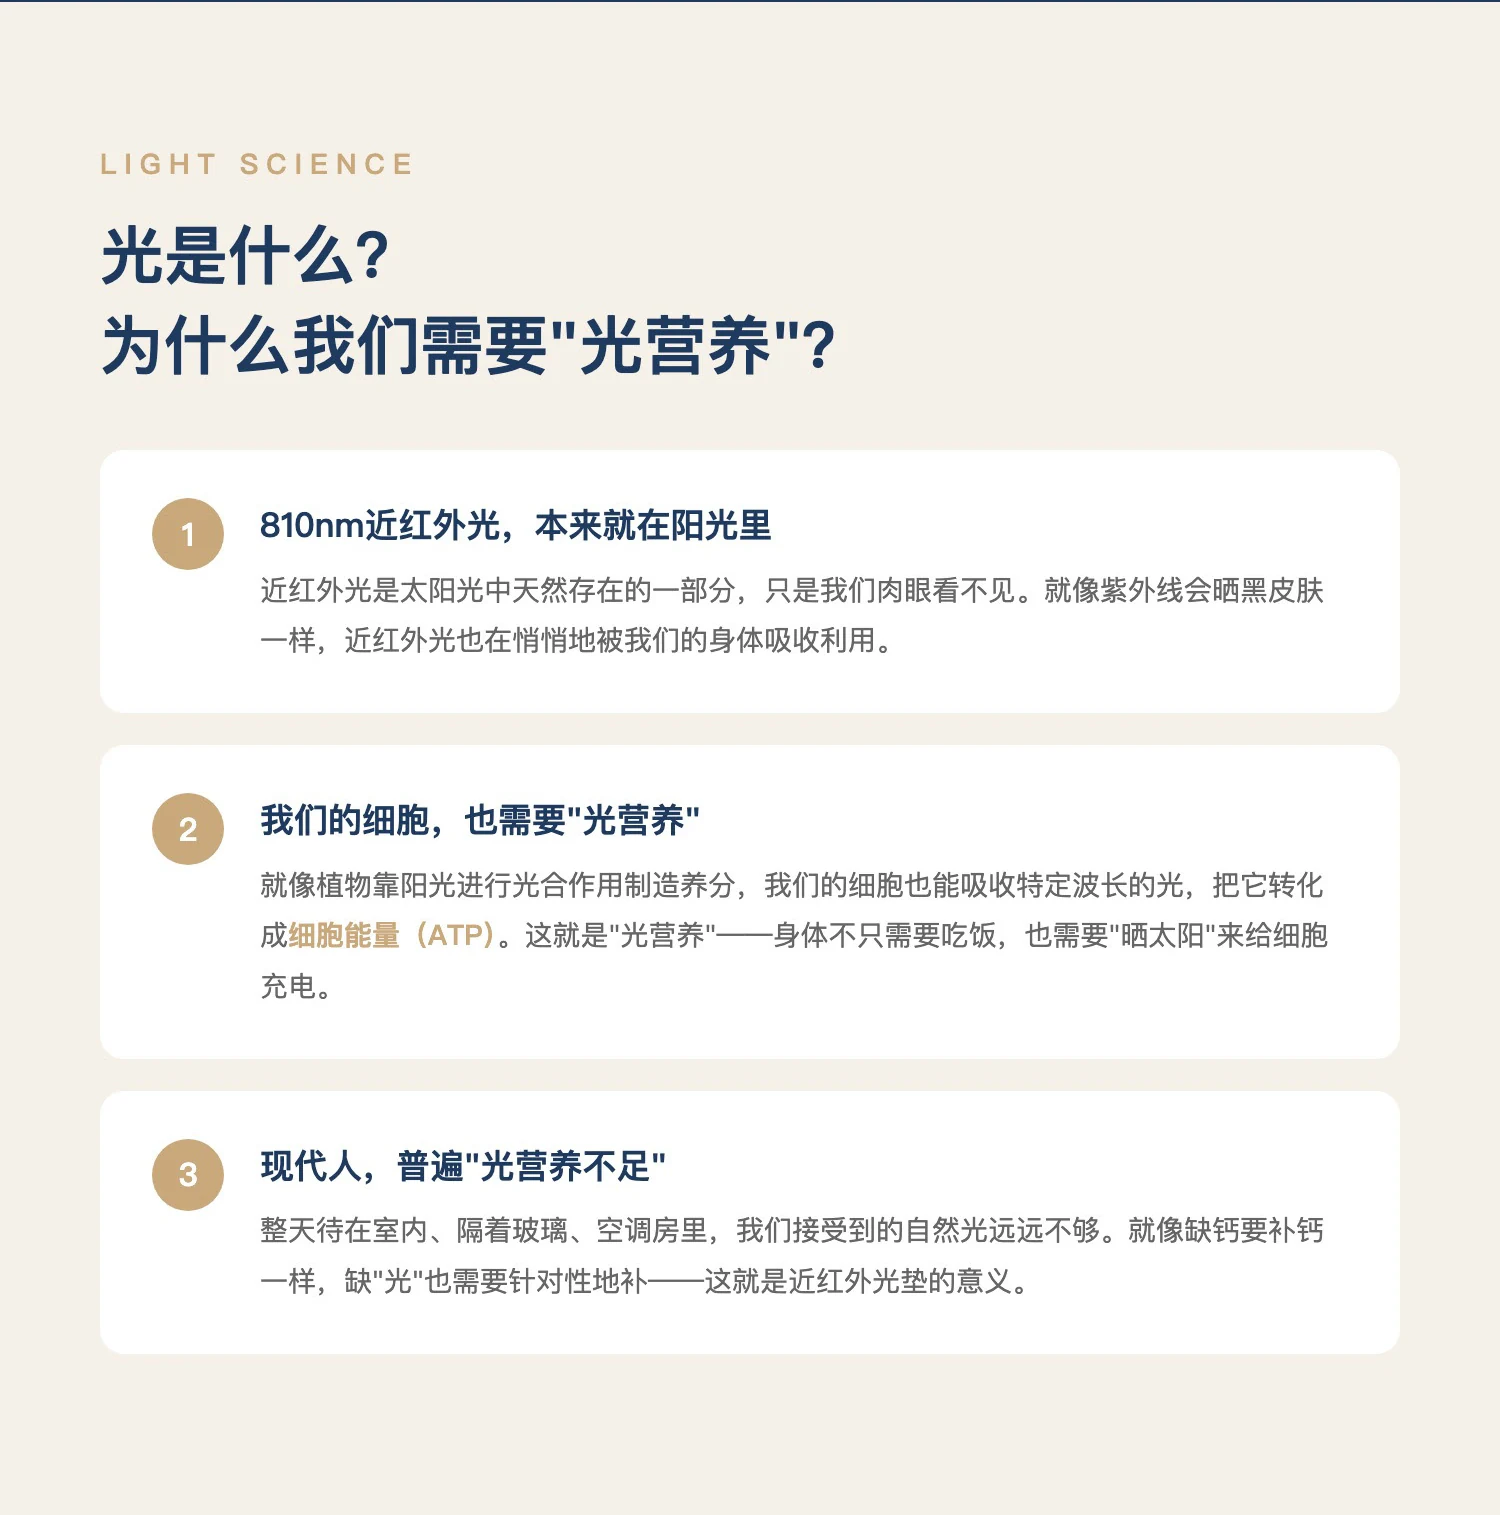 LIGHT SCIENCE
光是什么?
为什么我们需要"光营养"?
1
810nm近红外光，本来就在阳光里
近红外光是太阳光中天然存在的一部分，只是我们肉眼看不见。就像紫外线会晒黑皮肤
一样，近红外光也在悄悄地被我们的身体吸收利用。
2
我们的细胞，也需要"光营养"
就像植物靠阳光进行光合作用制造养分，我们的细胞也能吸收特定波长的光，把它转化
成细胞能量（ATP）。这就是"光营养"——身体不只需要吃饭，也需要"晒太阳"来给细胞
充电。
3
现代人，普遍"光营养不足"
整天待在室内、隔着玻璃、空调房里，我们接受到的自然光远远不够。就像缺钙要补钙
一样，缺"光"也需要针对性地补——这就是近红外光垫的意义。